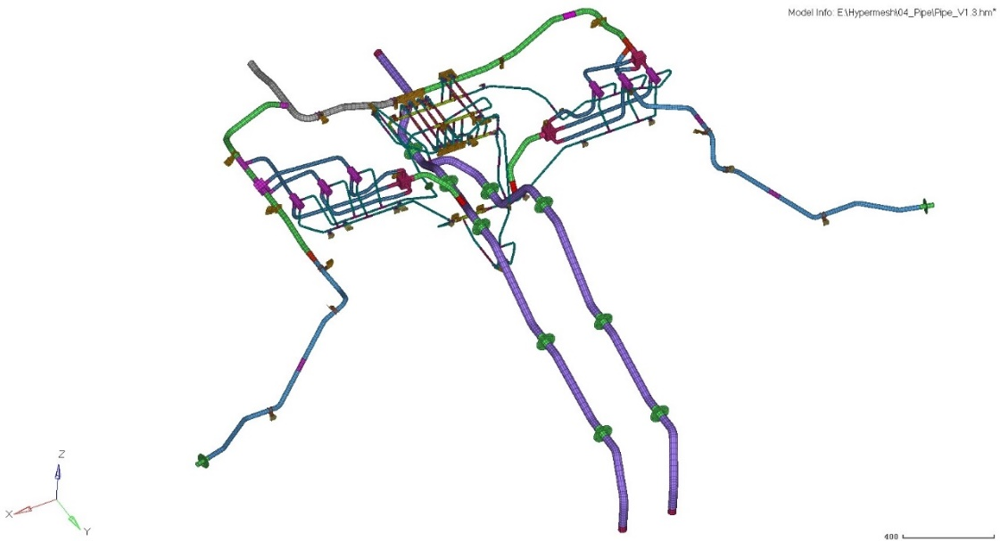 Model Info: E:\Hypermesh\04_Pipe\Pipe_V1.3.hm*
Z
X
Y
400